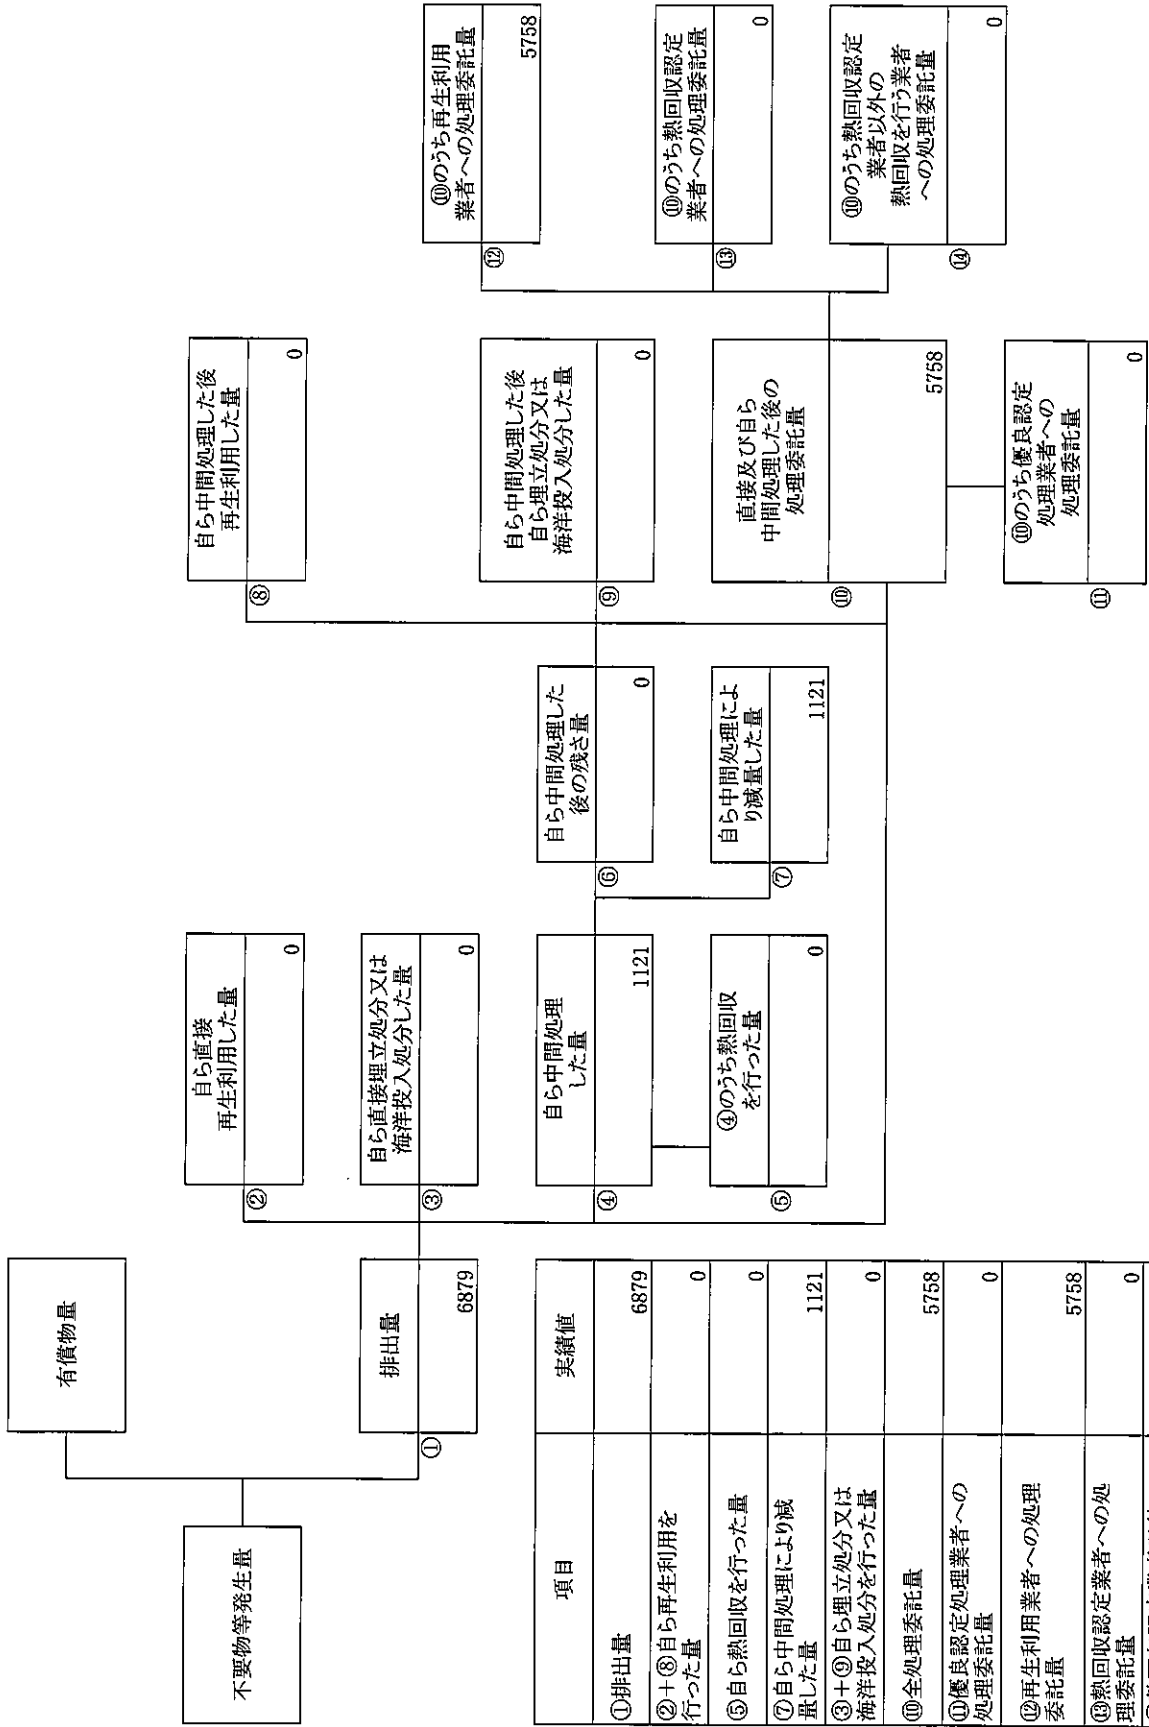 不要物等発生量
有償物量
①
排出量
6879
②
自ら直接
再生利用した量
0
③
自ら直接埋立処分又は
海洋投入処分した量
0
④
自ら中間処理
した量
1121
⑤
④のうち熱回収
を行った量
0
⑥
自ら中間処理した
後の残さ量
0
⑦
自ら中間処理によ
り減量した量
1121
⑧
自ら中間処理した後
再生利用した量
0
⑨
自ら中間処理した後
自ら埋立処分又は
海洋投入処分した量
0
⑩
直接及び自ら
中間処理した後の
処理委託量
5758
⑪
⑩のうち優良認定
処理業者への
処理委託量
0
⑫
⑩のうち再生利用
業者への処理委託量
5758
⑬
⑩のうち熱回収認定
業者への処理委託量
0
⑭
⑩のうち熱回収認定
業者以外の
熱回収を行う業者
への処理委託量
0
項目 実績値
①排出量 6879
②+⑧自ら再生利用を
行った量 0
⑤自ら熱回収を行った量 0
⑦自ら中間処理により減
量した量 1121
③+⑨自ら埋立処分又は
海洋投入処分を行った量 0
⑩全処理委託量 5758
⑪優良認定処理業者への
処理委託量 0
⑫再生利用業者への処理
委託量 5758
⑬熱回収認定業者への処
理委託量 0